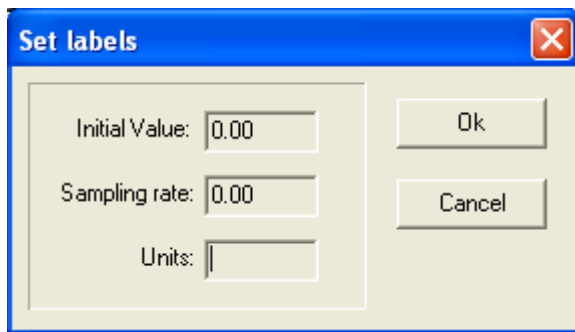 Set labels
Initial Value: 0.00
Ok
Sampling rate: 0.00
Cancel
Units: